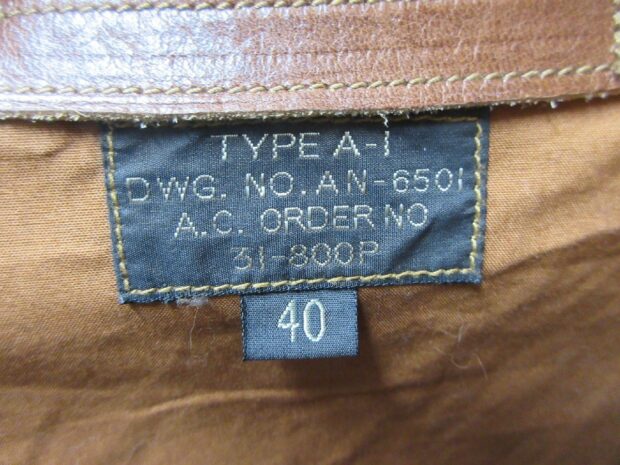 TYPE A-1
DWG. NO. AN-6501
A.C. ORDER NO
31-800P
40